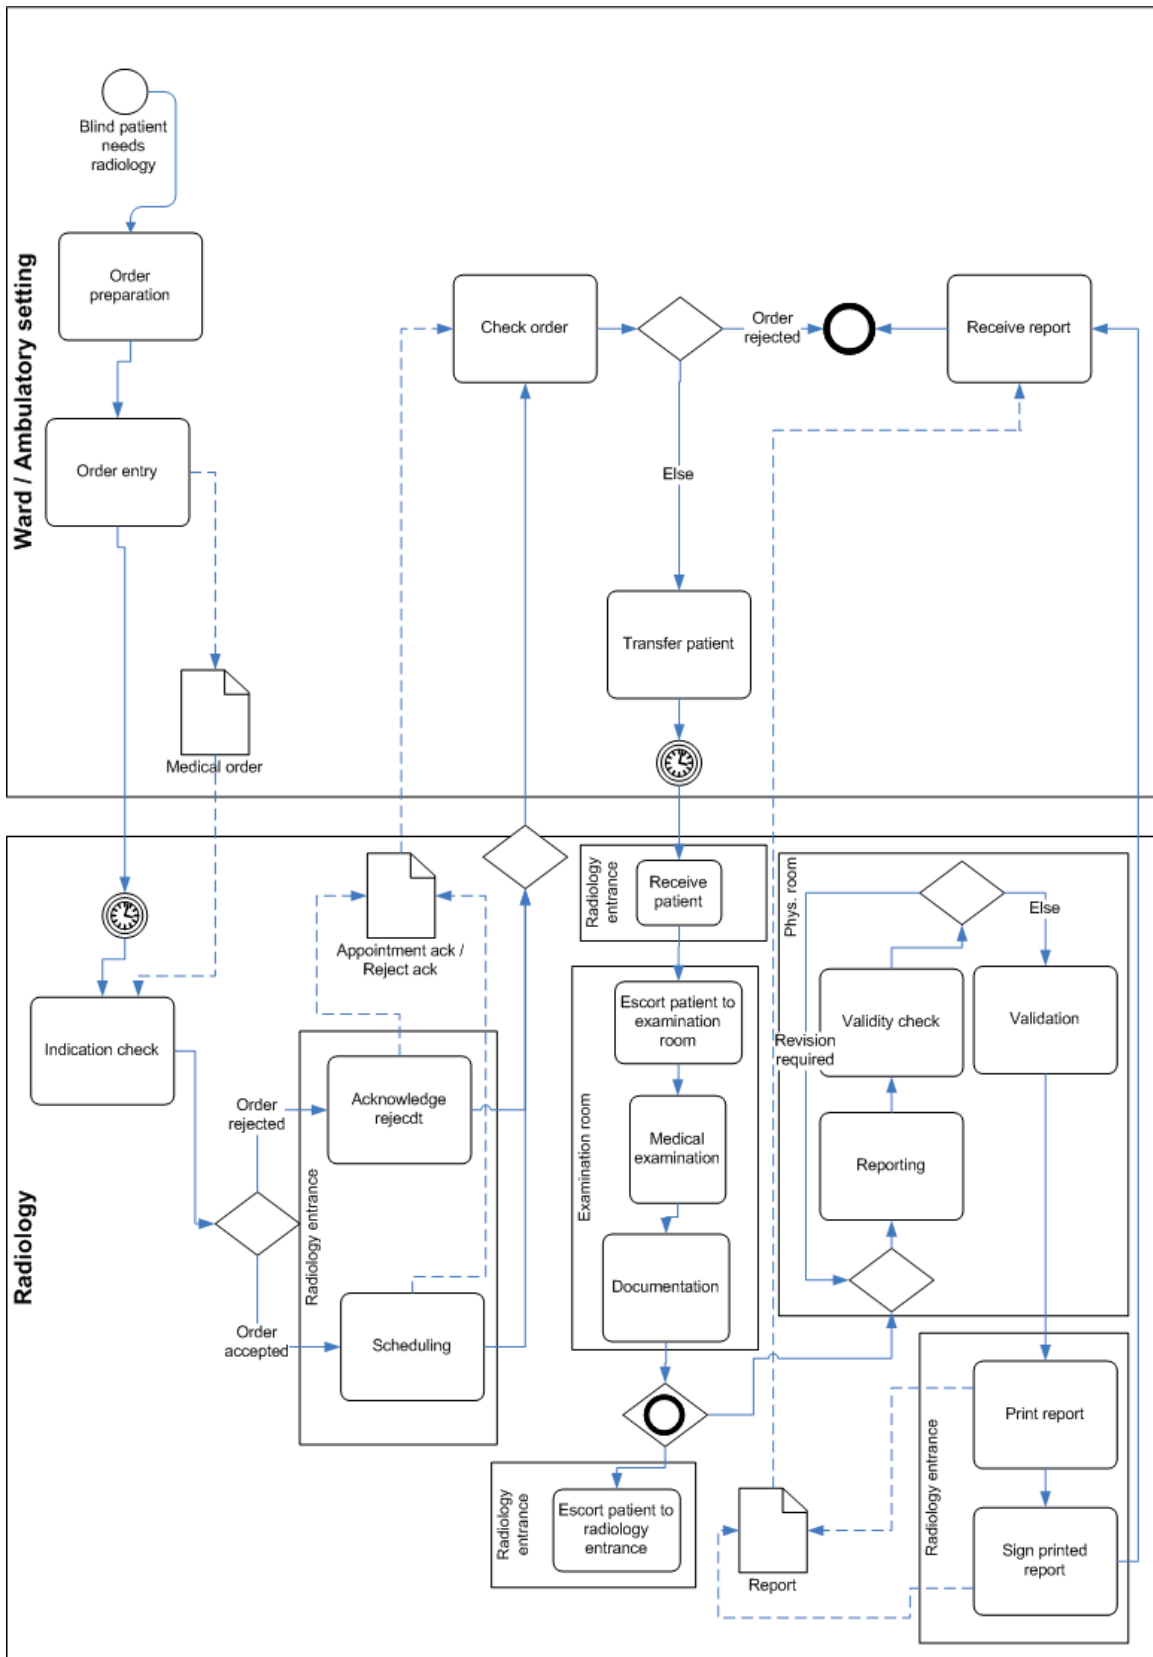 Ward / Ambulatory setting
Blind patient
needs
radiology
Order
preparation
Order entry
Medical order
Check order
Order
rejected
Receive report
Else
Transfer patient
Radiology
Indication check
Order
rejected
Order
accepted
Appointment ack /
Reject ack
Radiology entrance
Acknowledge
rejecdt
Scheduling
Radiology
entrance
Receive
patient
Examination room
Escort patient to
examination
room
Medical
examination
Documentation
Radiology
entrance
Escort patient to
radiology
entrance
Phys. room
Else
Validity check
Validation
Revision
required
Reporting
Radiology entrance
Print report
Sign printed
report
Report